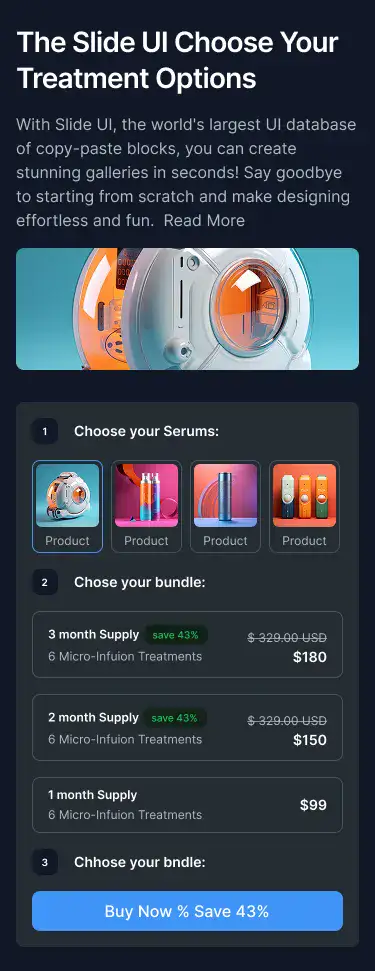 The Slide UI Choose Your
Treatment Options
With Slide UI, the world's largest UI database
of copy-paste blocks, you can create
stunning galleries in seconds! Say goodbye
to starting from scratch and make designing
effortless and fun.  Read More
1 Choose your Serums:
Product Product Product Product
2 Chose your bundle:
3 month Supply save 43% $ 329.00 USD
6 Micro-Infuion Treatments $180
2 month Supply save 43% $ 329.00 USD
6 Micro-Infuion Treatments $150
1 month Supply
6 Micro-Infuion Treatments $99
3 Chhose your bndle:
Buy Now % Save 43%